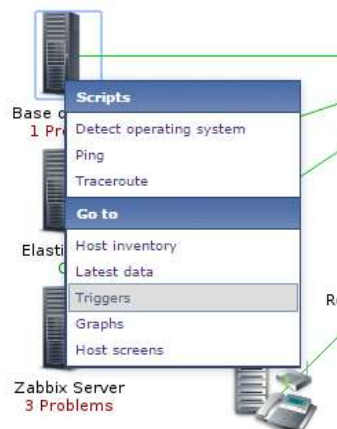 Scripts
Base
1 Pr
Detect operating system
Ping
Traceroute
Go to
Host inventory
Elasti
Latest data
Triggers
Graphs
Host screens
Zabbix Server
3 Problems